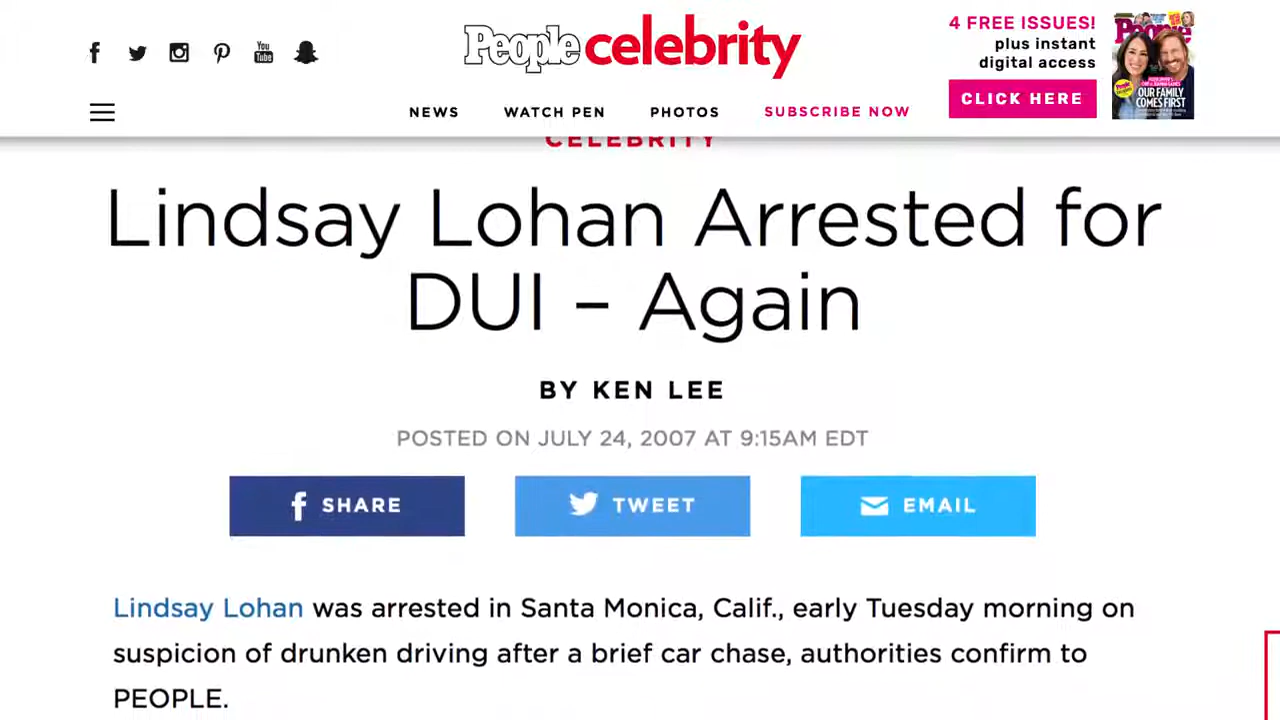 People celebrity
4 FREE ISSUES!
plus instant
digital access
CLICK HERE
People
OUR FAMILY
COMES FIRST
You
Tube
NEWS
WATCH PEN
PHOTOS
SUBSCRIBE NOW
CELEBRITY
Lindsay Lohan Arrested for
DUI – Again
BY KEN LEE
POSTED ON JULY 24, 2007 AT 9:15AM EDT
SHARE
TWEET
EMAIL
Lindsay Lohan was arrested in Santa Monica, Calif., early Tuesday morning on
suspicion of drunken driving after a brief car chase, authorities confirm to
PEOPLE.